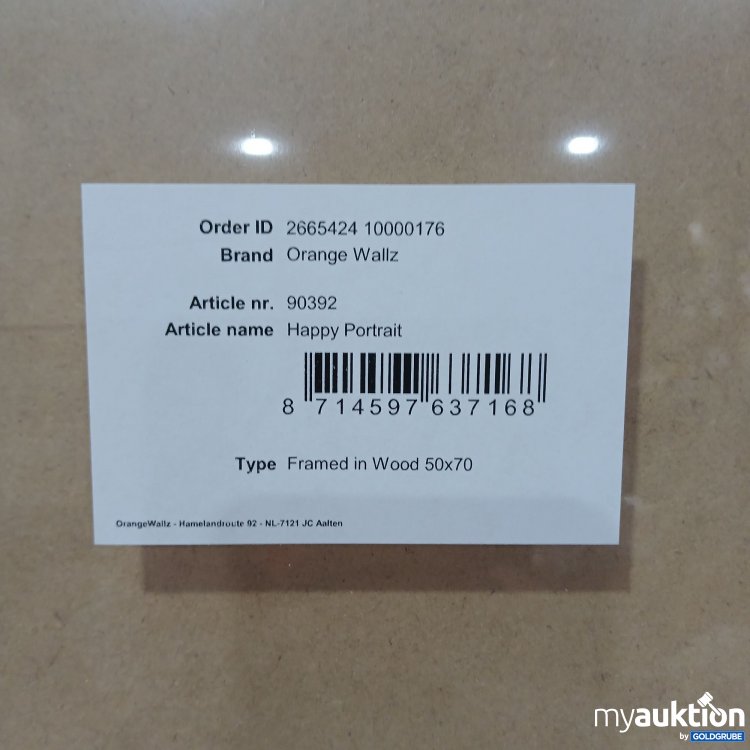 Order ID 2665424 10000176
Brand Orange Wallz
Article nr. 90392
Article name Happy Portrait
8 714597 637168
Type Framed in Wood 50x70
OrangeWallz - Hamelandroute 92 - NL-7121 JC Aalten
myauktion
by GOLDGRUBE